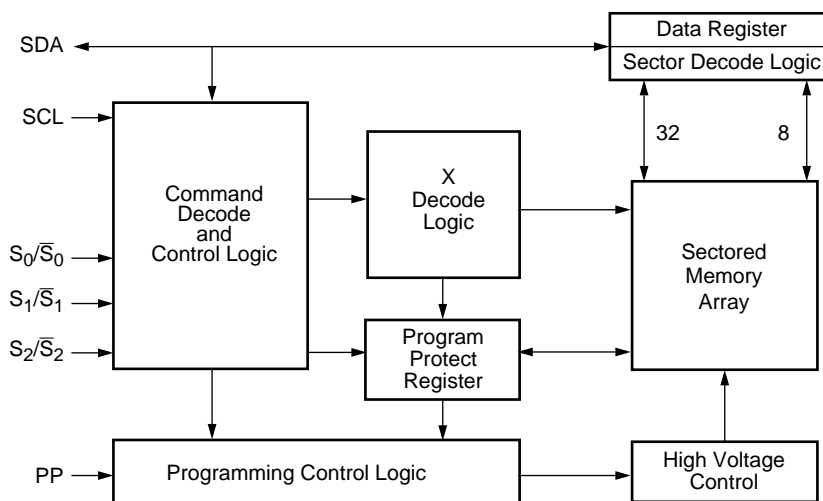 SDA
Data Register
Sector Decode Logic
SCL
32
8
Command
Decode
and
Control Logic
X
Decode
Logic
Sectored
Memory
Array
S0/S̅0
S1/S̅1
S2/S̅2
Program
Protect
Register
PP
Programming Control Logic
High Voltage
Control